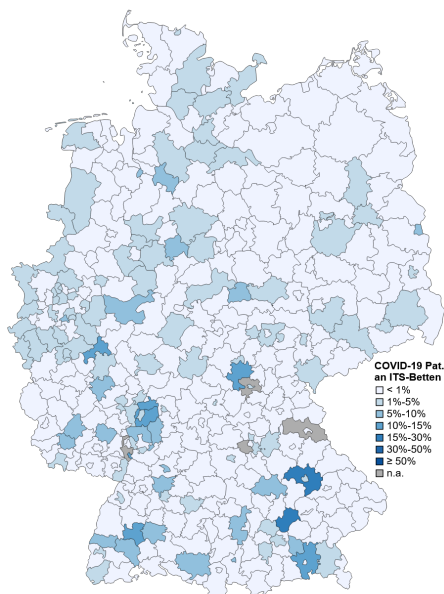 COVID-19 Pat.
an ITS-Betten
< 1%
1%-5%
5%-10%
10%-15%
15%-30%
30%-50%
≥ 50%
n.a.